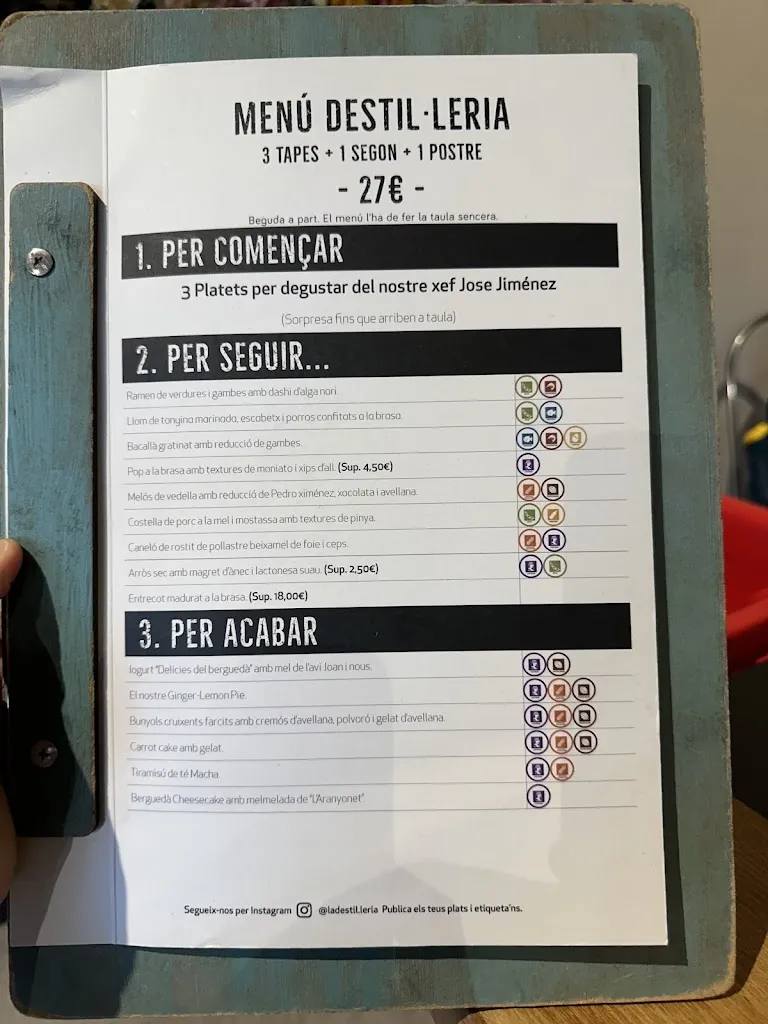 MENÚ DESTIL·LERIA
3 TAPES + 1 SEGON + 1 POSTRE
- 27€ -
Beguda a part. El menú l'ha de fer la taula sencera.
1. PER COMENÇAR
3 Platets per degustar del nostre xef Jose Jiménez
(Sorpresa fins que arriben a taula)
2. PER SEGUIR...
Ramen de verdures i gambes amb dashi d'alga nori.
Llom de tonyina marinada, escabetx i porros confitats a la brasa.
Bacallà gratinat amb reducció de gambes.
Pop a la brasa amb textures de moniato i xips d'all. (Sup. 4,50€)
Melós de vedella amb reducció de Pedro ximénez, xocolata i avellana.
Costella de porc a la mel i mostassa amb textures de pinya.
Caneló de rostit de pollastre beixamel de foie i ceps.
Arròs sec amb magret d'ànec i lactonesa suau. (Sup. 2,50€)
Entrecot madurat a la brasa. (Sup. 18,00€)
3. PER ACABAR
Iogurt "Delícies del berguedà" amb mel de l'avi Joan i nous.
El nostre Ginger-Lemon Pie.
Bunyols cruixents farcits amb cremós d'avellana, polvoró i gelat d'avellana.
Carrot cake amb gelat.
Tiramisú de té Macha.
Berguedà Cheesecake amb melmelada de "L'Aranyonet".
Segueix-nos per Instagram @ladestil.leria Publica els teus plats i etiqueta'ns.